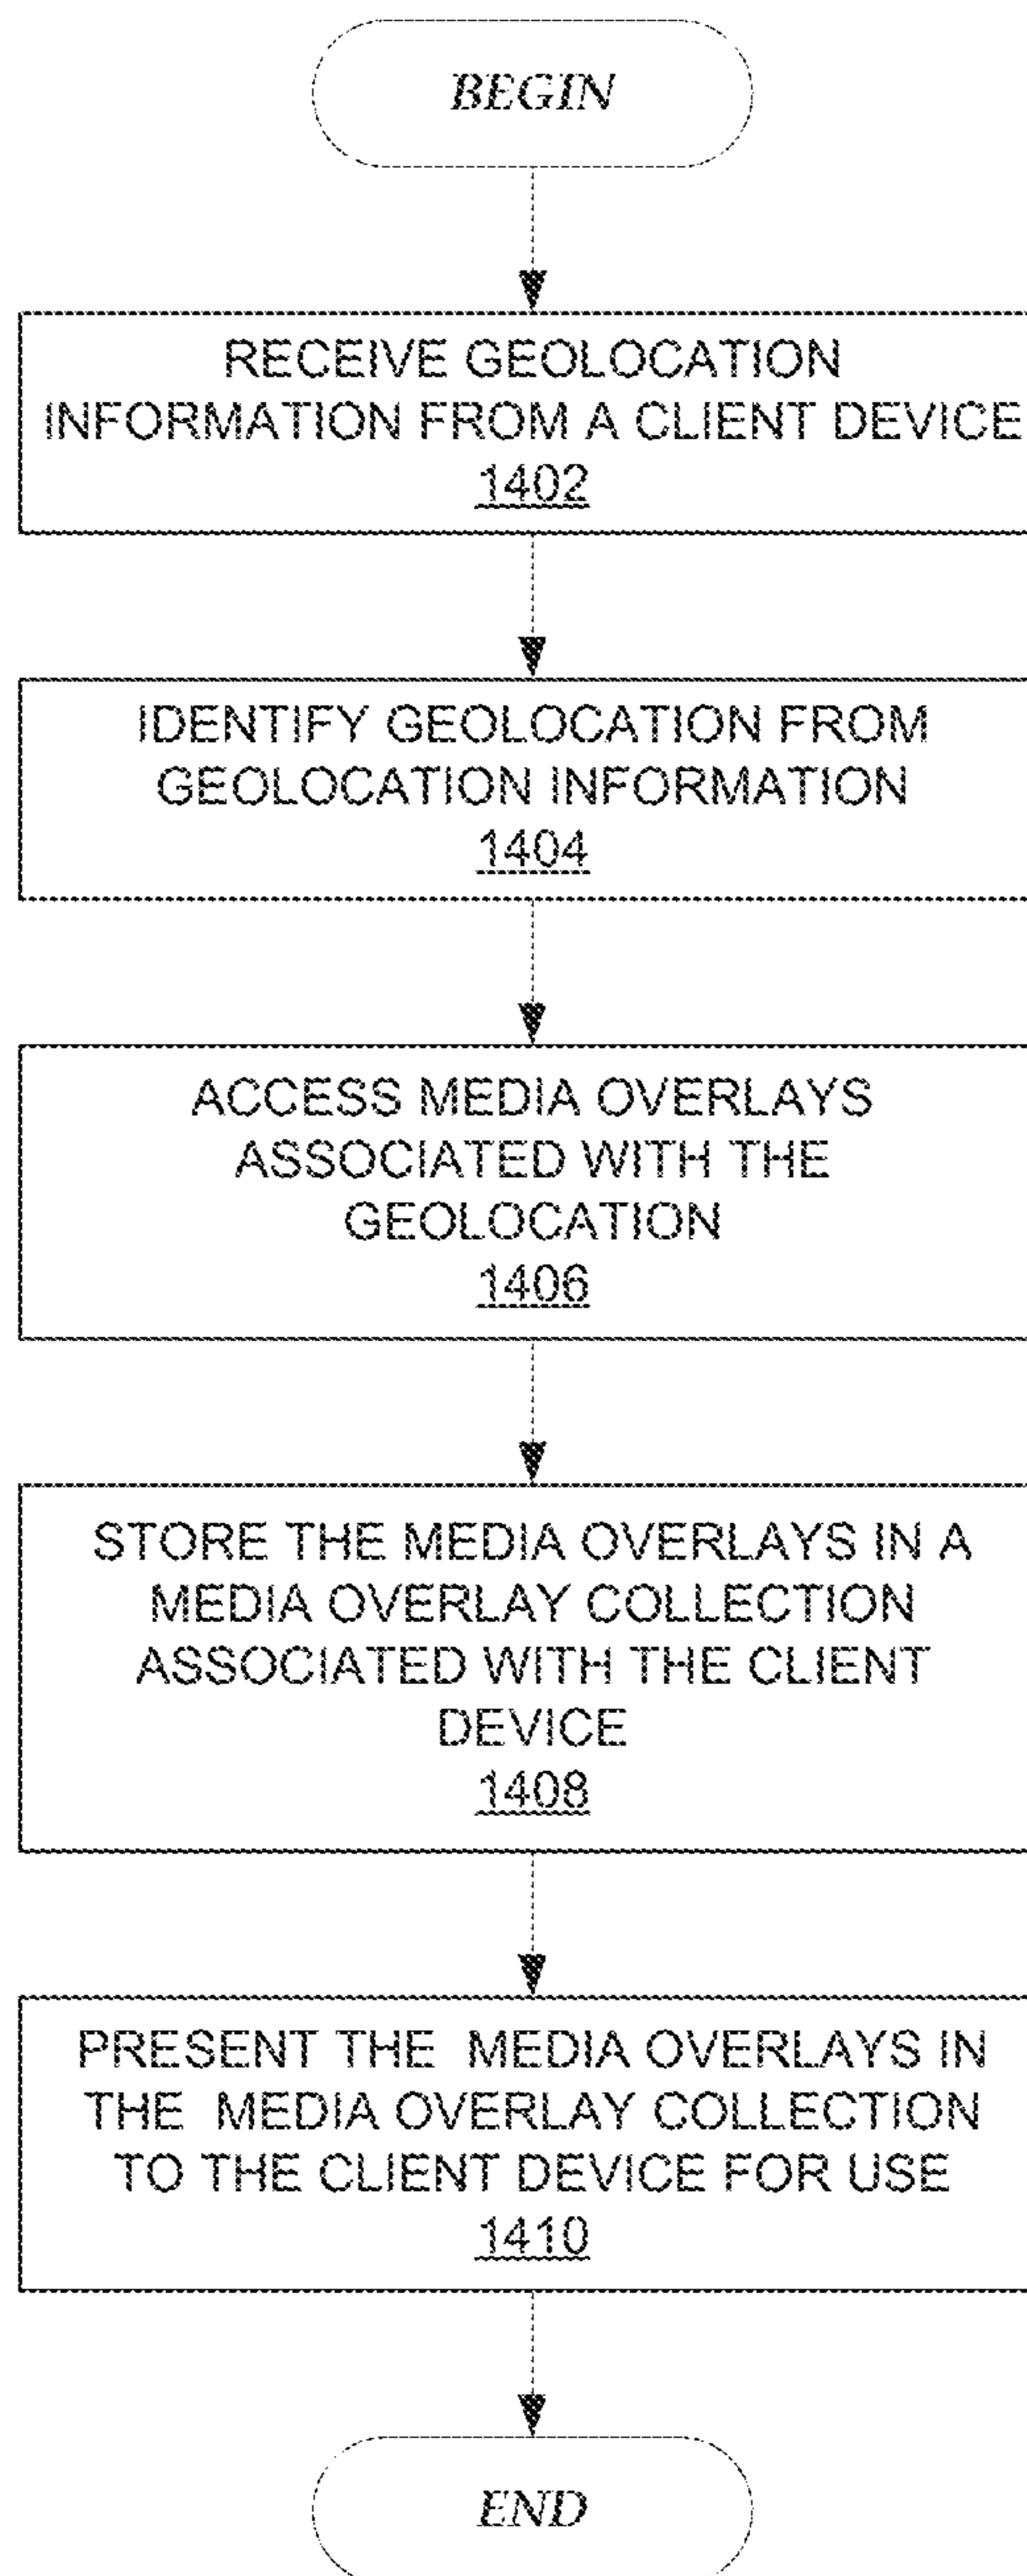 BEGIN
RECEIVE GEOLOCATION
INFORMATION FROM A CLIENT DEVICE
1402
IDENTIFY GEOLOCATION FROM
GEOLOCATION INFORMATION
1404
ACCESS MEDIA OVERLAYS
ASSOCIATED WITH THE
GEOLOCATION
1406
STORE THE MEDIA OVERLAYS IN A
MEDIA OVERLAY COLLECTION
ASSOCIATED WITH THE CLIENT
DEVICE
1408
PRESENT THE MEDIA OVERLAYS IN
THE MEDIA OVERLAY COLLECTION
TO THE CLIENT DEVICE FOR USE
1410
END